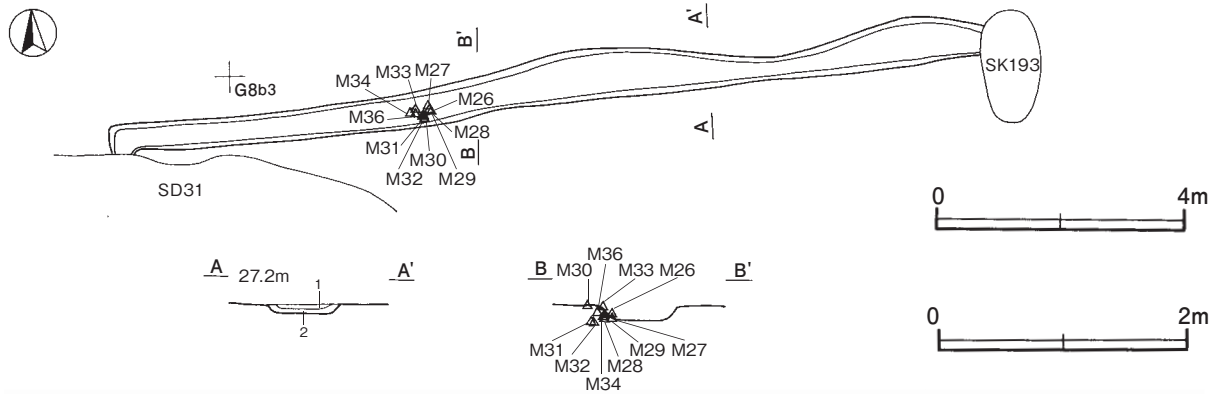 A'
B'
SK193
M27
M33
M34
G8b3
M26
M36
M28
M31
M30
A
B
M32
M29
SD31
0 4m
A 27.2m A'
1
2
B B'
M36
M30 M33 M26
M31 M29 M27
M32 M28
M34
0 2m